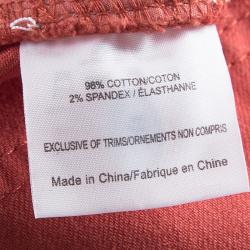 98% COTTON/COTON
2% SPANDEX / ÉLASTHANNE
EXCLUSIVE OF TRIMS/ORNEMENTS NON COMPRIS
Made in China/Fabrique en Chine